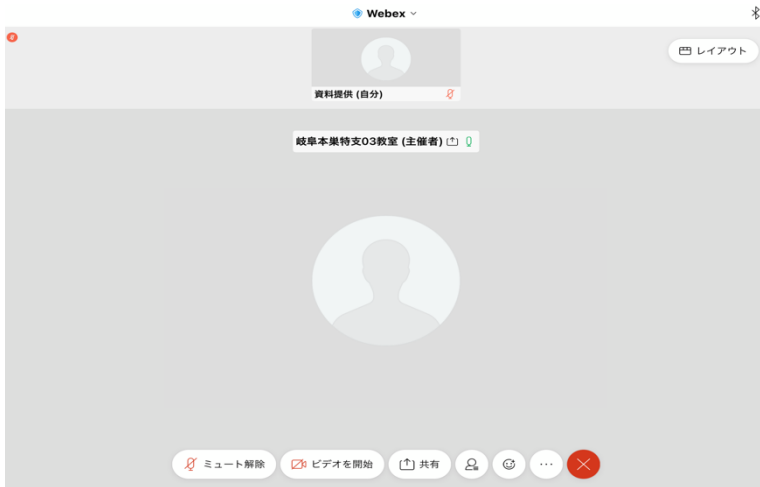 Webex
レイアウト
資料提供 (自分)
岐阜本巣特支03教室 (主催者)
ミュート解除
ビデオを開始
共有